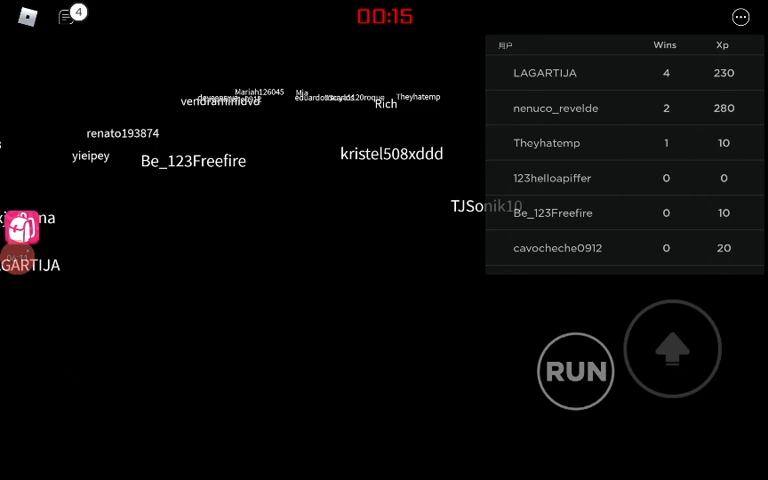 4
00:15
用户 Wins Xp
LAGARTIJA 4 230
nenuco_revelde 2 280
Theyhatemp 1 10
123helloapiffer 0 0
Be_123Freefire 0 10
cavocheche0912 0 20
Mariah126045
Mia
Theyhatemp
Rich
renato193874
yieipey
Be_123Freefire
kristel508xddd
TJSonik10
GARTIJA
RUN